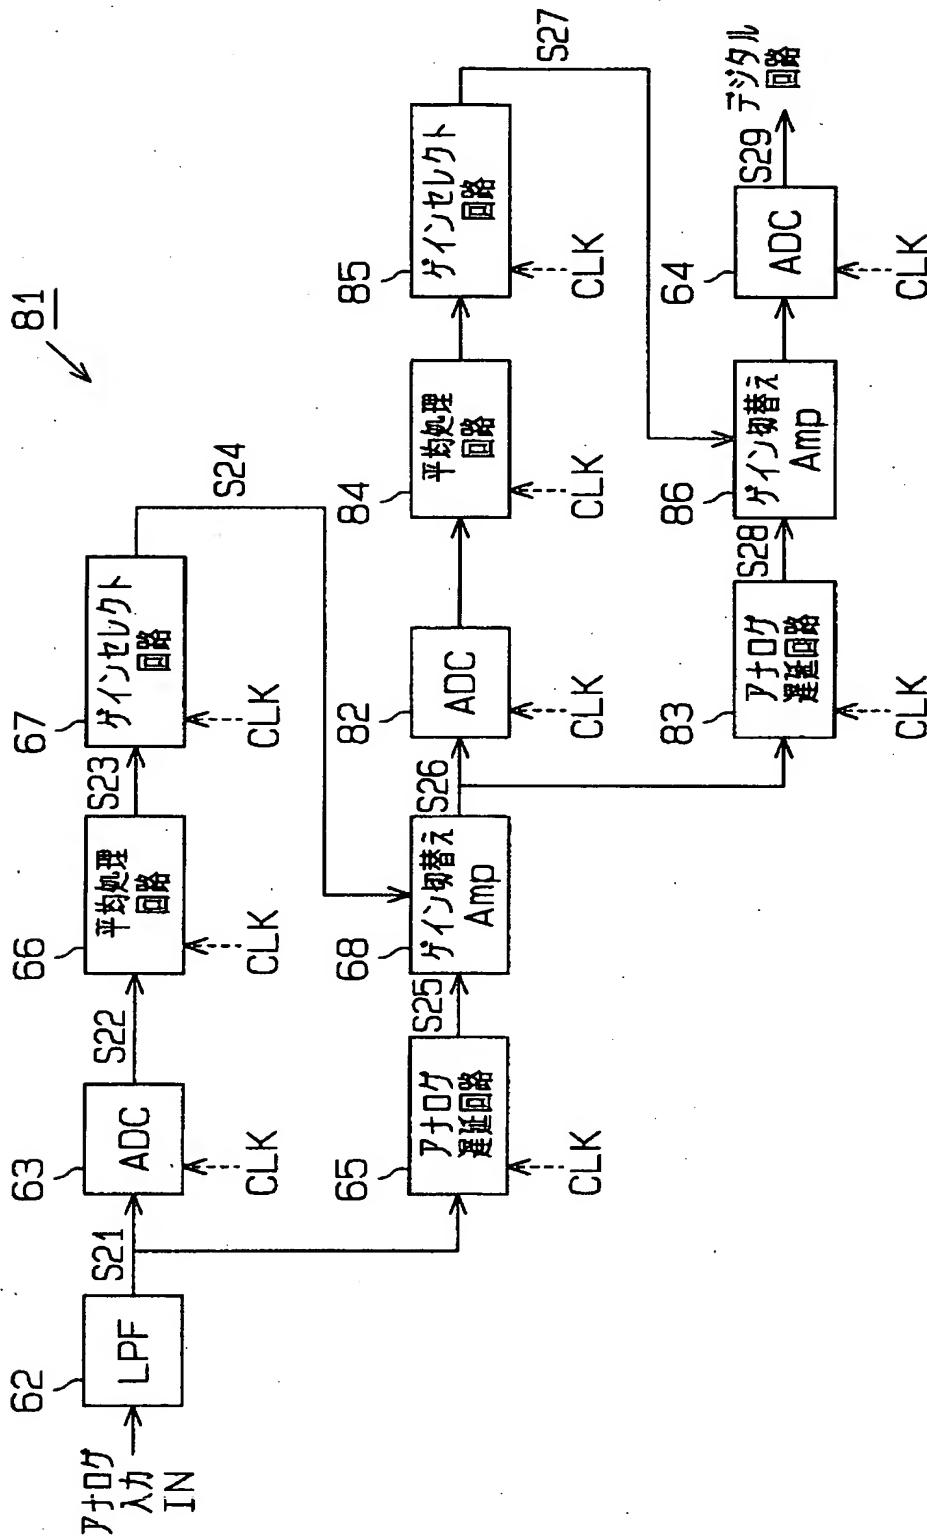 81
アナログ
入力
IN
62
LPF
S21
63
ADC
CLK
S22
66
平均処理
回路
CLK
S23
67
ゲインセレクト
回路
CLK
S24
65
アナログ
遅延回路
CLK
S25
68
ゲイン切替え
Amp
S26
82
ADC
CLK
84
平均処理
回路
CLK
85
ゲインセレクト
回路
CLK
S27
83
アナログ
遅延回路
CLK
S28
86
ゲイン切替え
Amp
64
ADC
CLK
S29
デジタル
回路